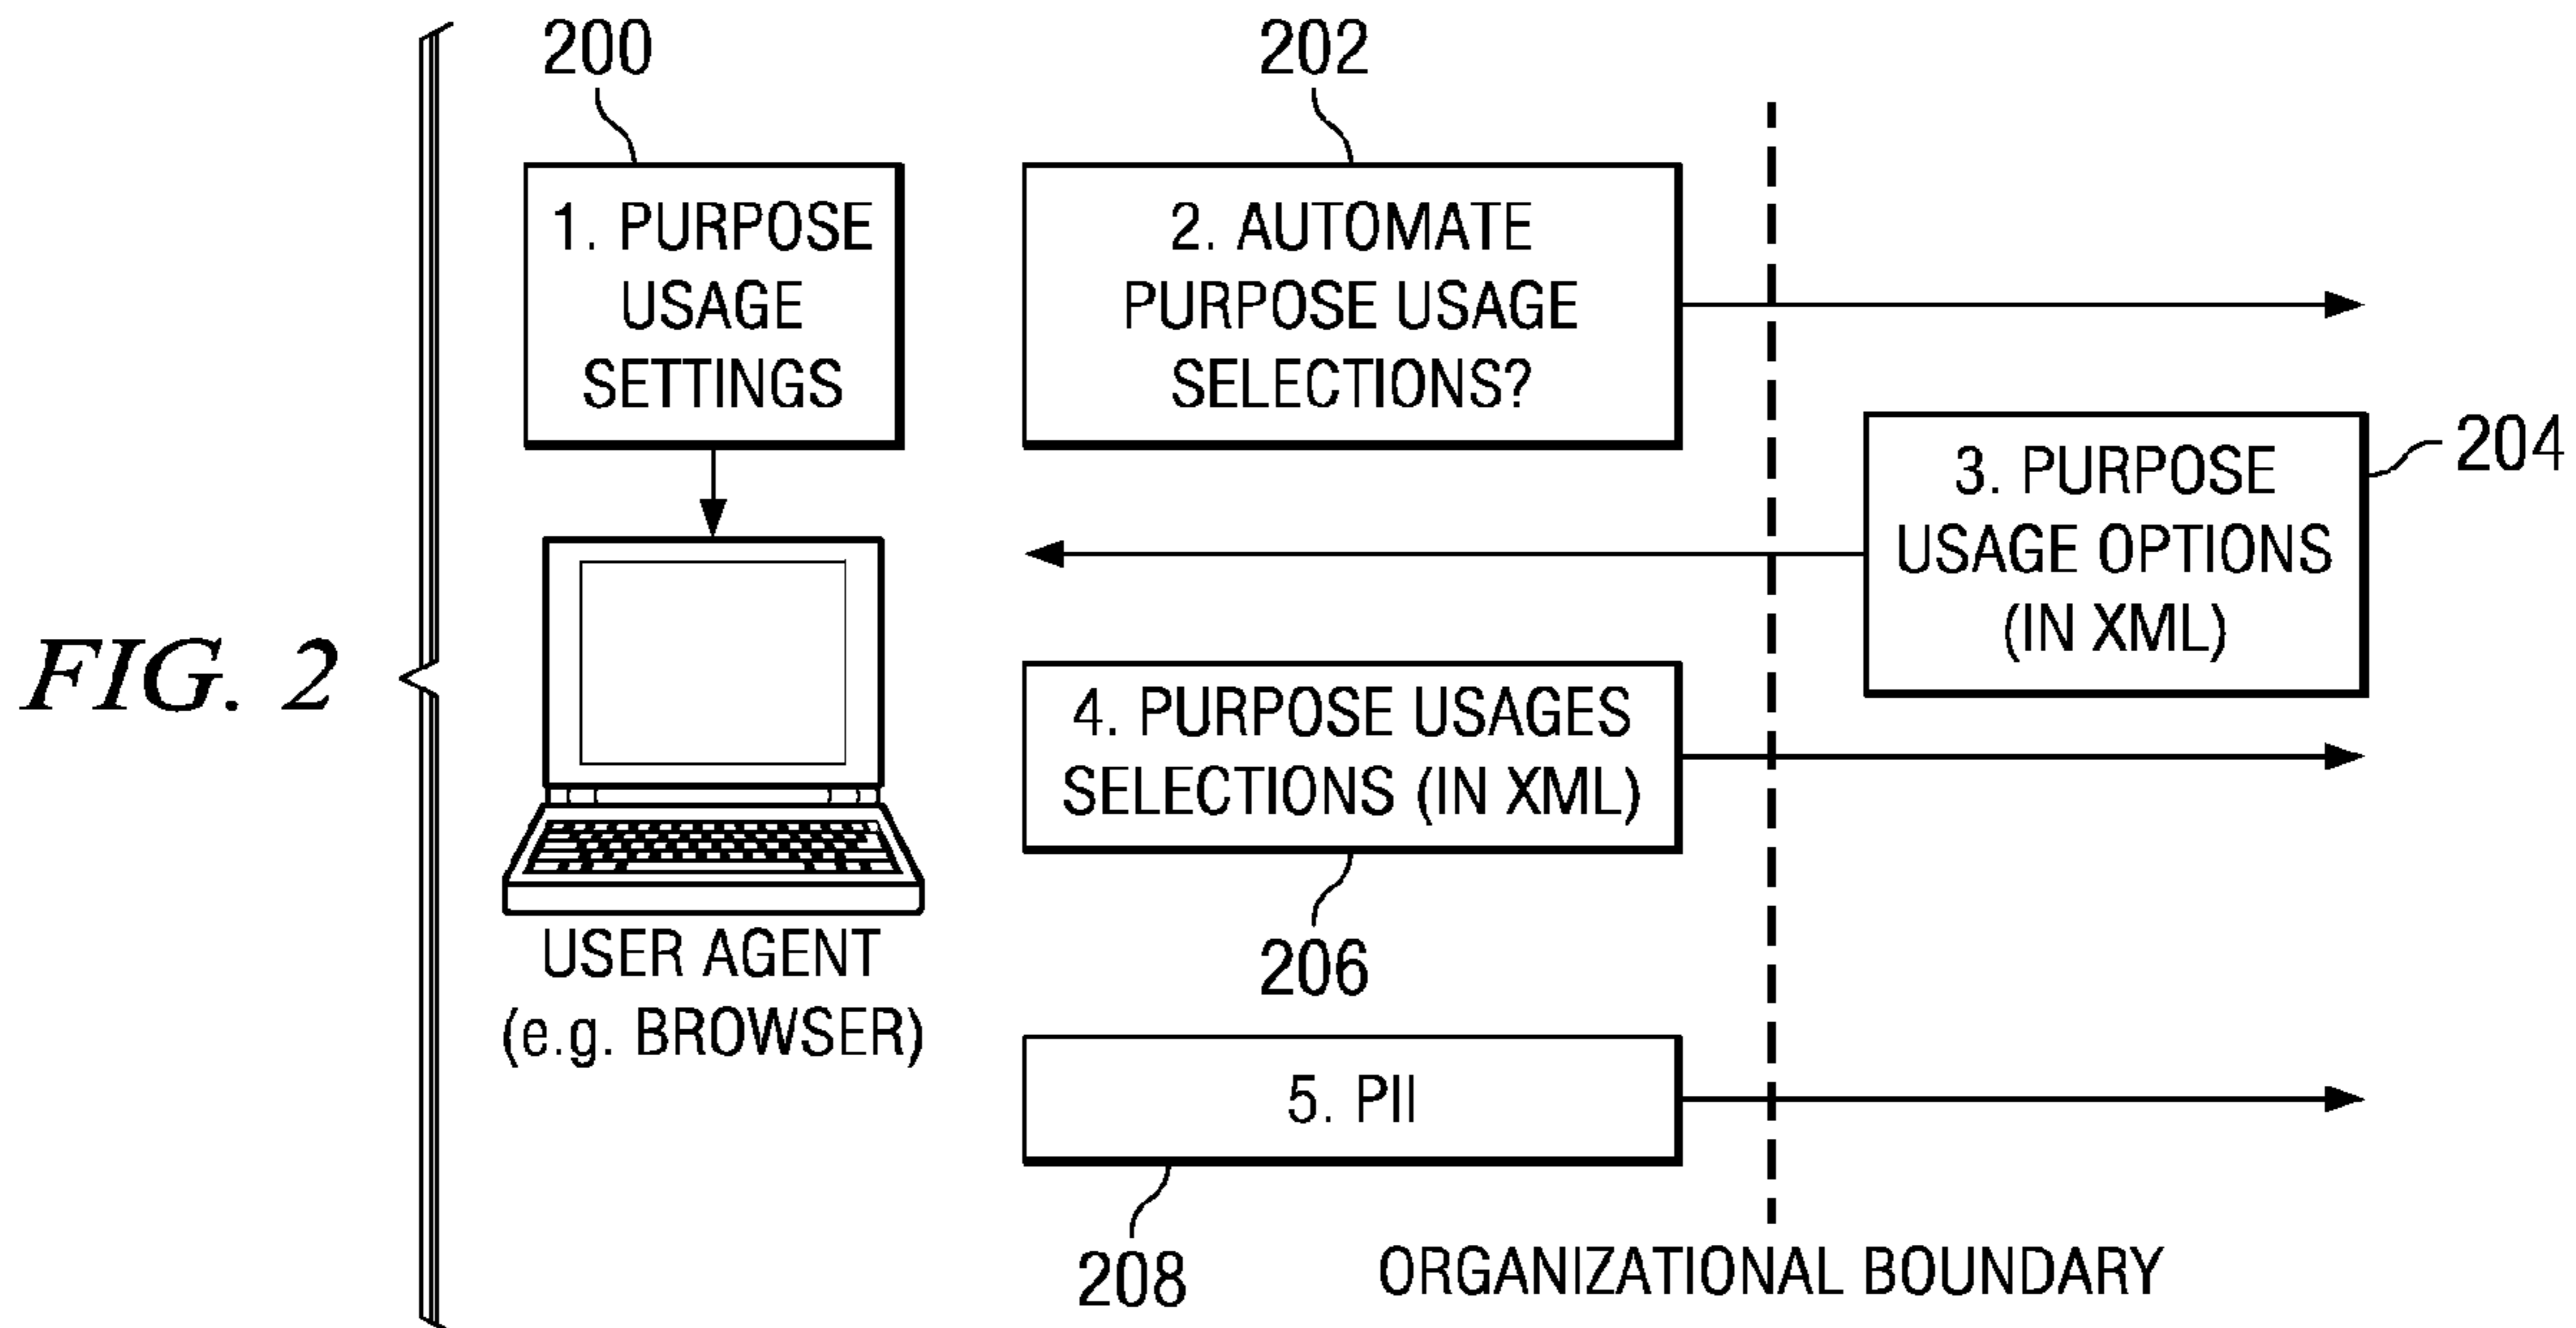 200
202
1. PURPOSE
USAGE
SETTINGS
2. AUTOMATE
PURPOSE USAGE
SELECTIONS?
204
3. PURPOSE
USAGE OPTIONS
(IN XML)
FIG. 2
4. PURPOSE USAGES
SELECTIONS (IN XML)
206
USER AGENT
(e.g. BROWSER)
5. PII
208
ORGANIZATIONAL BOUNDARY